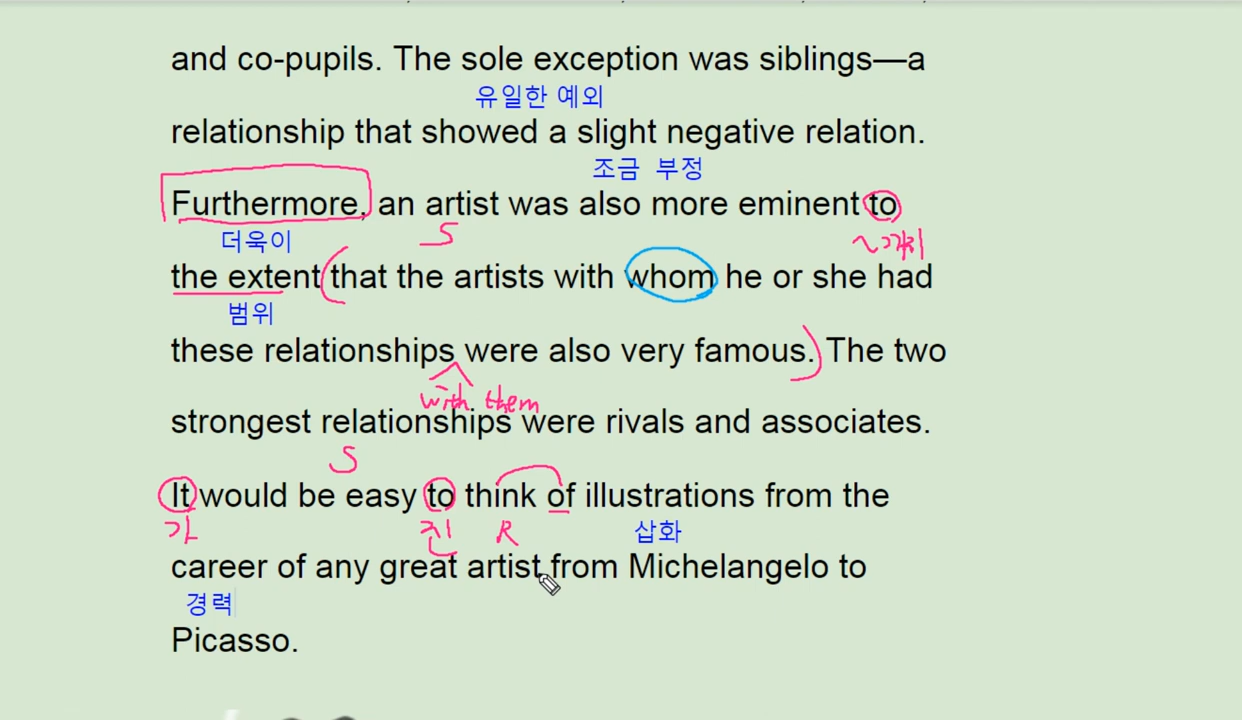 and co-pupils. The sole exception was siblings—a
유일한 예외
relationship that showed a slight negative relation.
조금 부정
Furthermore, an artist was also more eminent to
더욱이 S ~까지
the extent (that the artists with whom he or she had
범위
these relationships were also very famous.) The two
with them
strongest relationships were rivals and associates.
S
It would be easy to think of illustrations from the
가 진 R 삽화
career of any great artist from Michelangelo to
경력
Picasso.